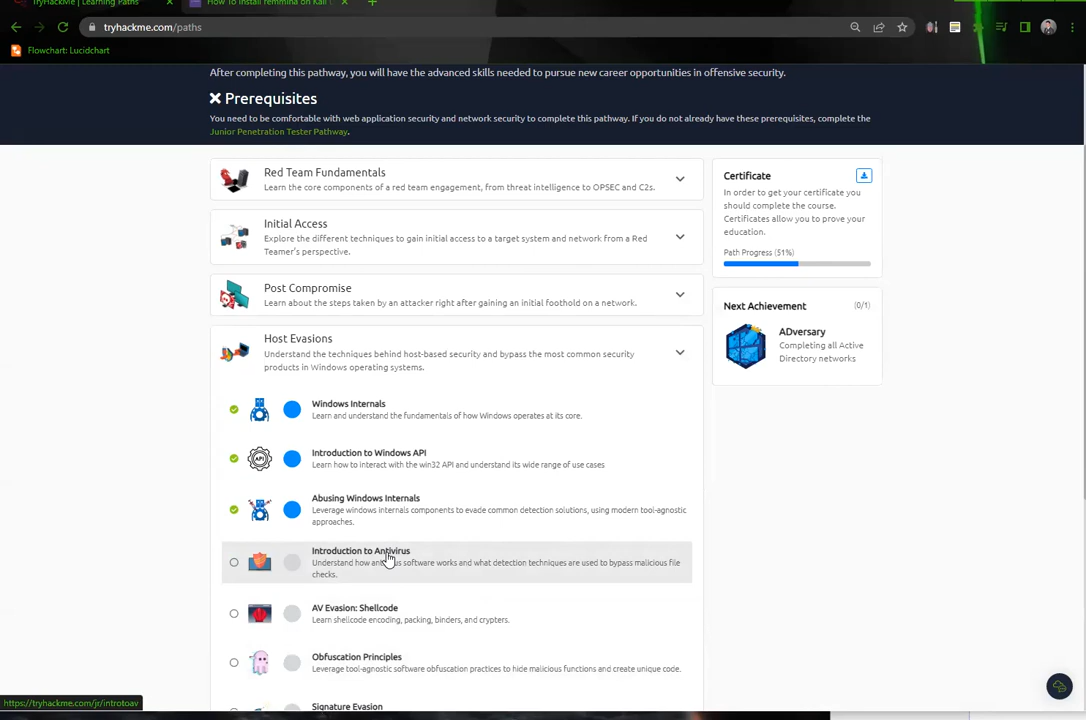 TryHackMe | Learning Paths
How To Install remmina on Kali L
tryhackme.com/paths
Flowchart: Lucidchart
After completing this pathway, you will have the advanced skills needed to pursue new career opportunities in offensive security.
Prerequisites
You need to be comfortable with web application security and network security to complete this pathway. If you do not already have these prerequisites, complete the
Junior Penetration Tester Pathway.
Red Team Fundamentals
Learn the core components of a red team engagement, from threat intelligence to OPSEC and C2s.
Initial Access
Explore the different techniques to gain initial access to a target system and network from a Red
Teamer's perspective.
Post Compromise
Learn about the steps taken by an attacker right after gaining an initial foothold on a network.
Host Evasions
Understand the techniques behind host-based security and bypass the most common security
products in Windows operating systems.
Windows Internals
Learn and understand the fundamentals of how Windows operates at its core.
API
Introduction to Windows API
Learn how to interact with the win32 API and understand its wide range of use cases
Abusing Windows Internals
Leverage windows internals components to evade common detection solutions, using modern tool-agnostic
approaches.
Introduction to Antivirus
Understand how antivirus software works and what detection techniques are used to bypass malicious file
checks.
AV Evasion: Shellcode
Learn shellcode encoding, packing, binders, and crypters.
Obfuscation Principles
Leverage tool-agnostic software obfuscation practices to hide malicious functions and create unique code.
Signature Evasion
Certificate
In order to get your certificate you
should complete the course.
Certificates allow you to prove your
education.
Path Progress (51%)
Next Achievement (0/1)
ADversary
Completing all Active
Directory networks
https://tryhackme.com/jr/introtoav